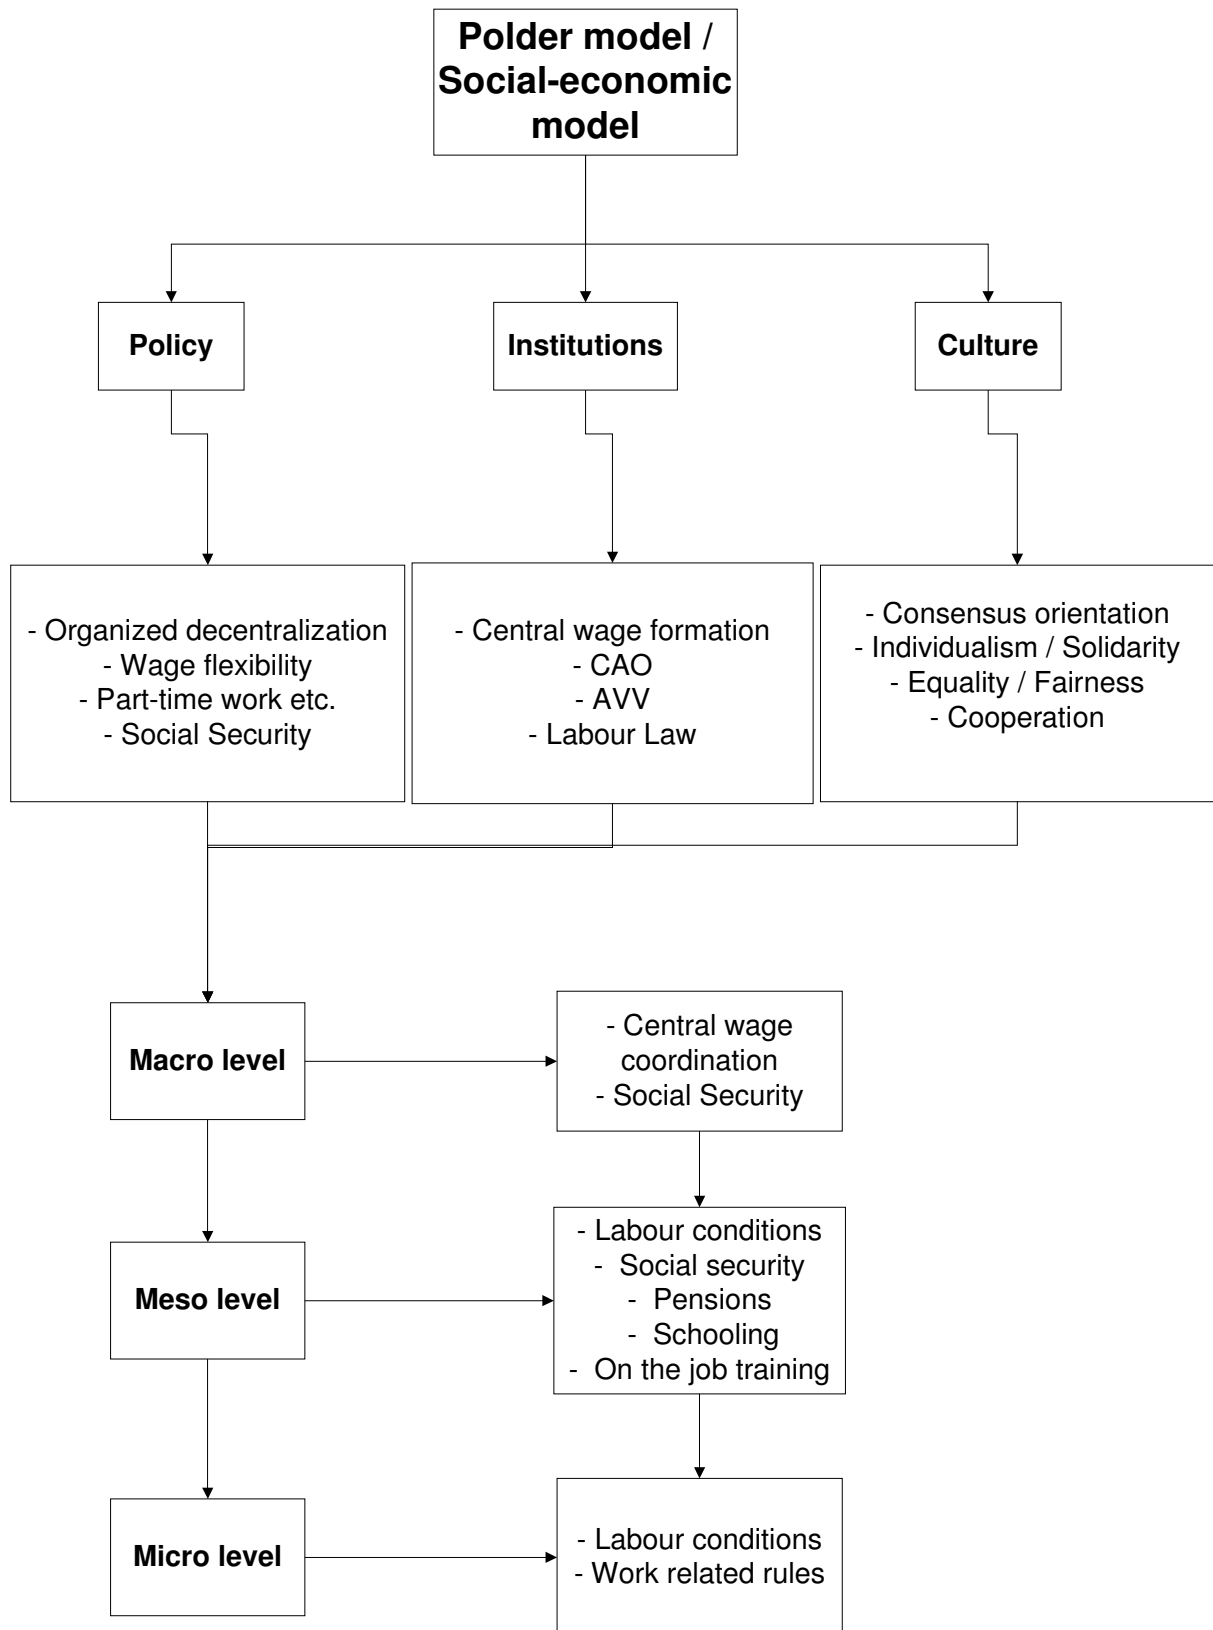 Polder model /
Social-economic
model
Policy
Institutions
Culture
- Organized decentralization
- Wage flexibility
- Part-time work etc.
- Social Security
- Central wage formation
- CAO
- AVV
- Labour Law
- Consensus orientation
- Individualism / Solidarity
- Equality / Fairness
- Cooperation
Macro level
- Central wage
coordination
- Social Security
Meso level
- Labour conditions
- Social security
- Pensions
- Schooling
- On the job training
Micro level
- Labour conditions
- Work related rules